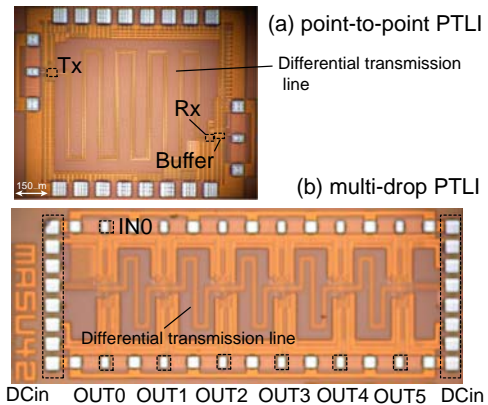 (a) point-to-point PTLI
Tx
Differential transmission
line
Rx
Buffer
150..m
(b) multi-drop PTLI
IN0
MASU42
Differential transmission line
DCin OUT0 OUT1 OUT2 OUT3 OUT4 OUT5 DCin